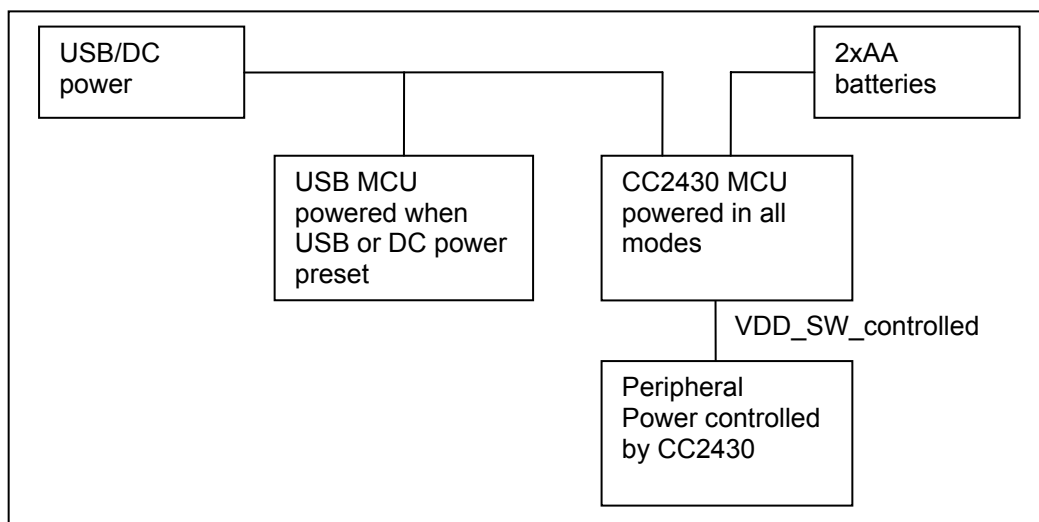 USB/DC
power
2xAA
batteries
USB MCU
powered when
USB or DC power
preset
CC2430 MCU
powered in all
modes
VDD_SW_controlled
Peripheral
Power controlled
by CC2430